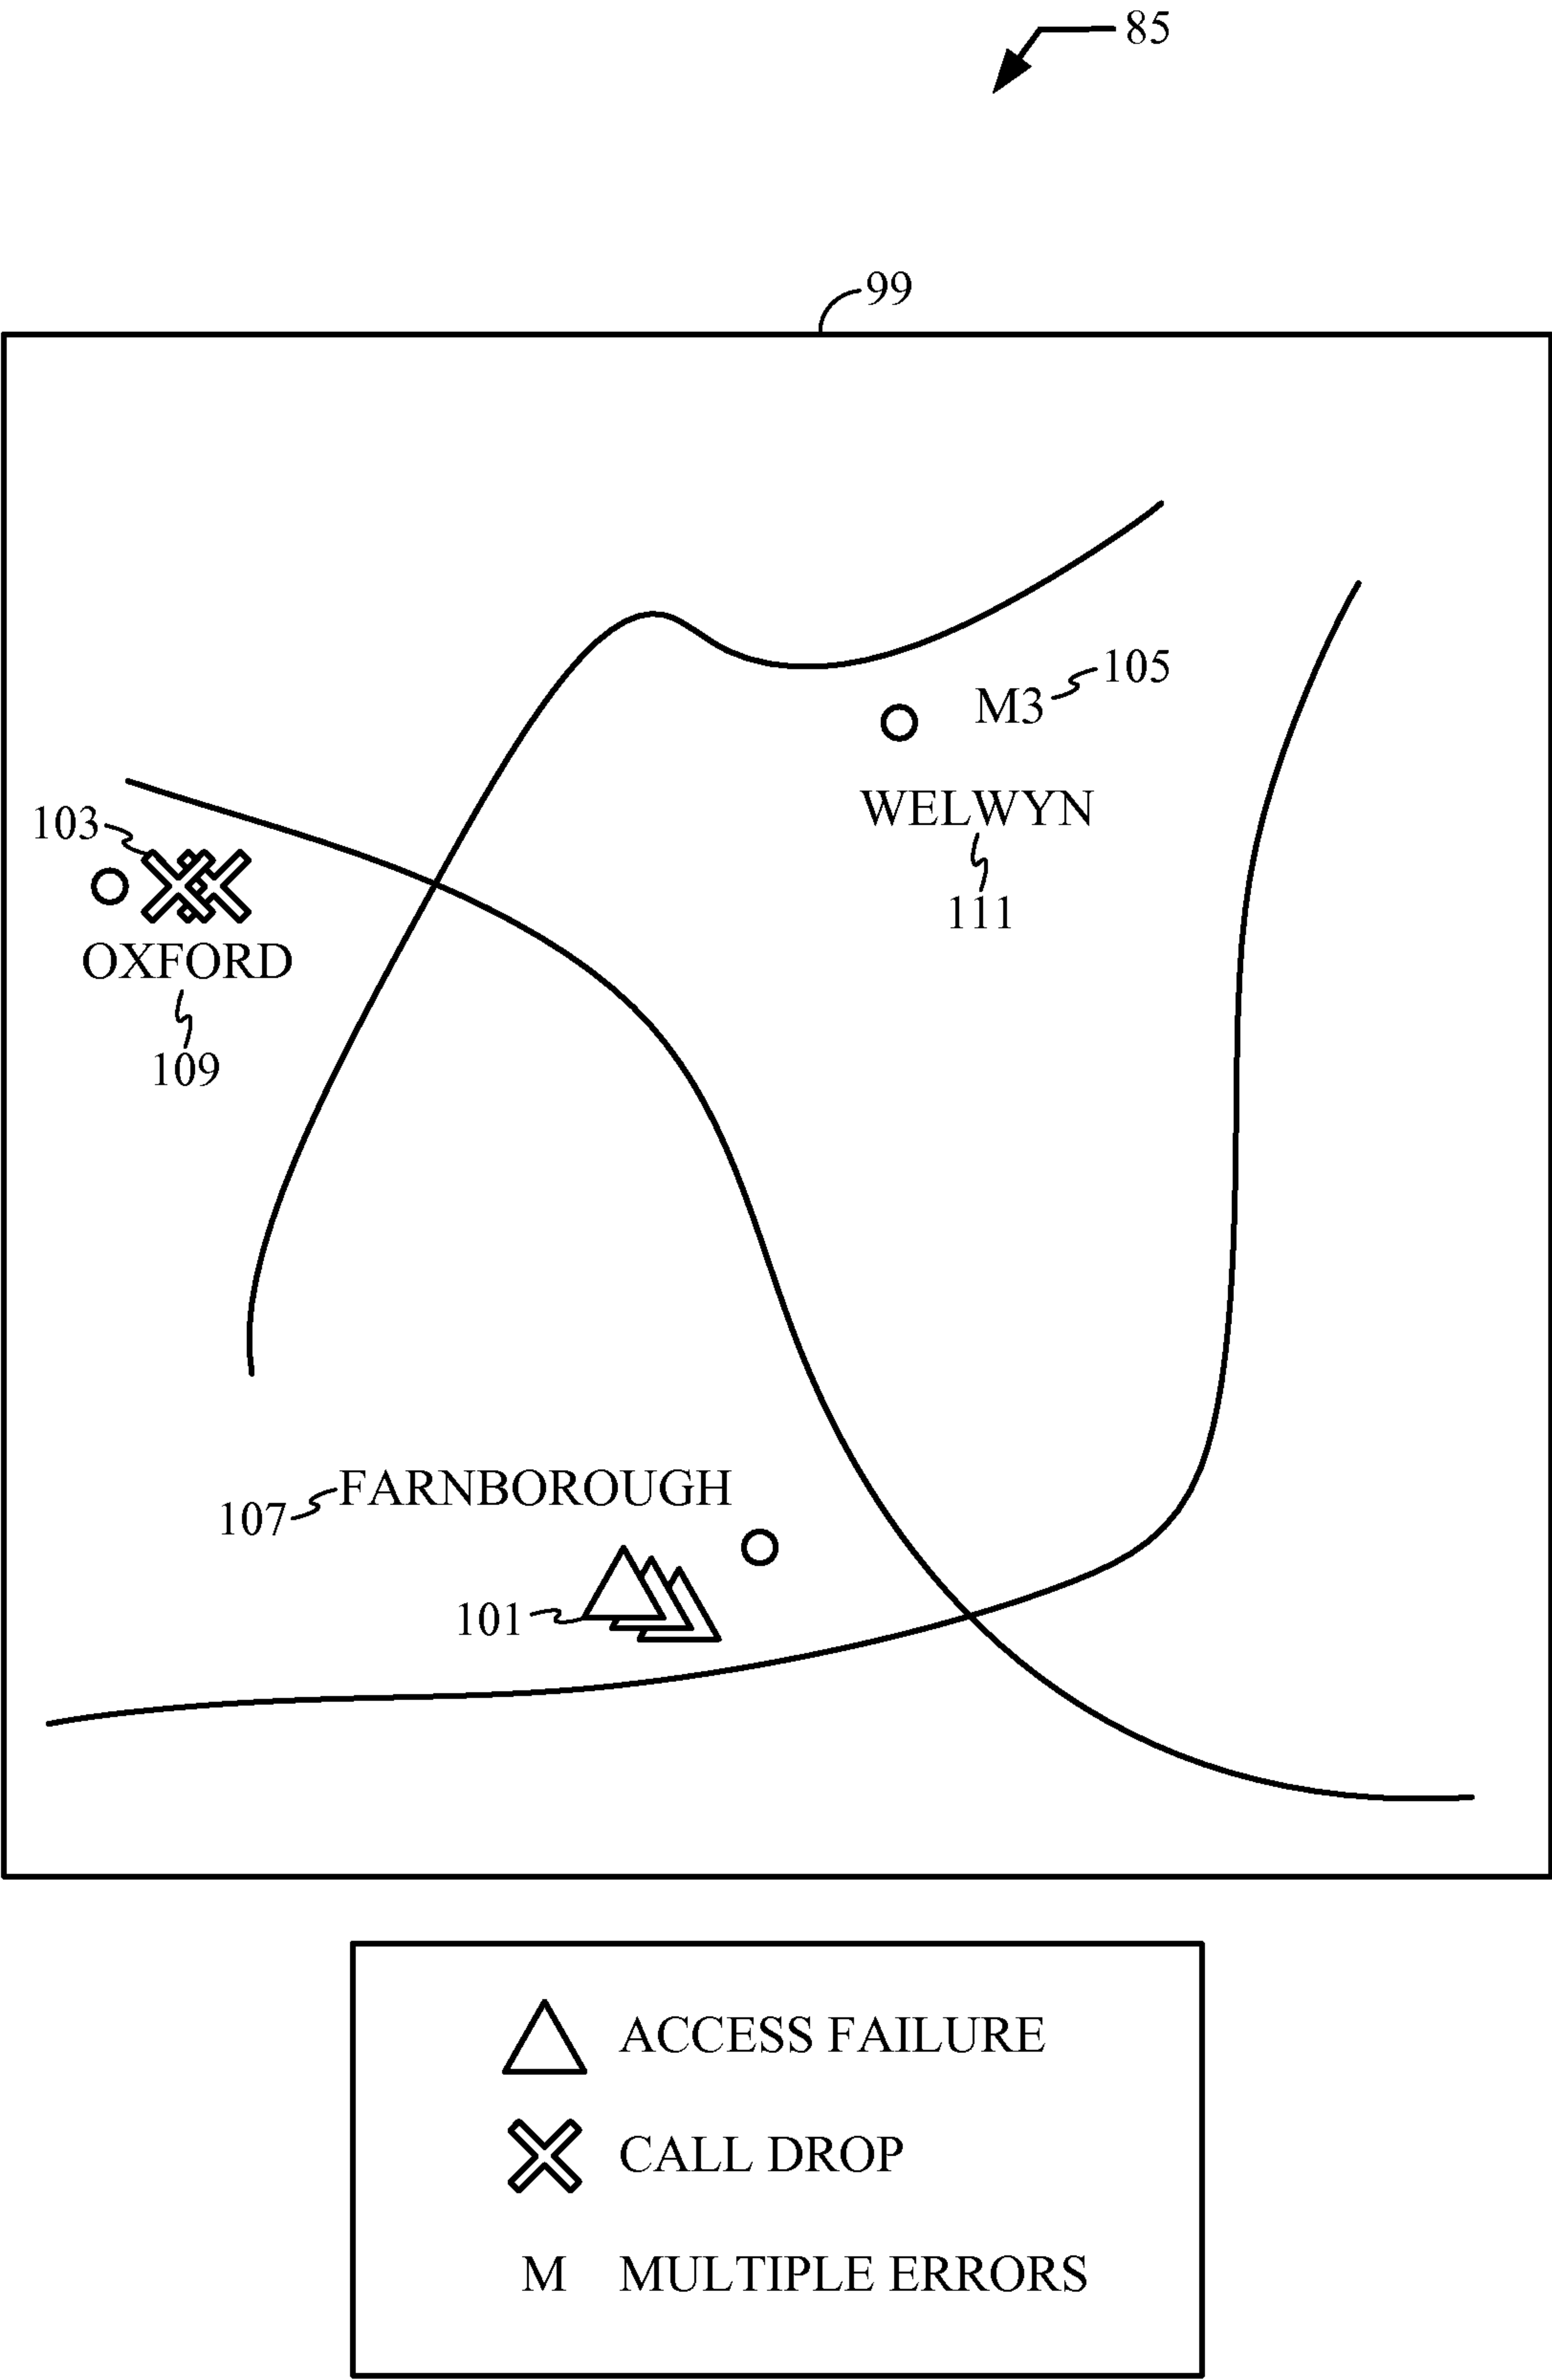 85
99
M3 105
WELWYN
111
103
OXFORD
109
FARNBOROUGH
107
101
ACCESS FAILURE
CALL DROP
M MULTIPLE ERRORS